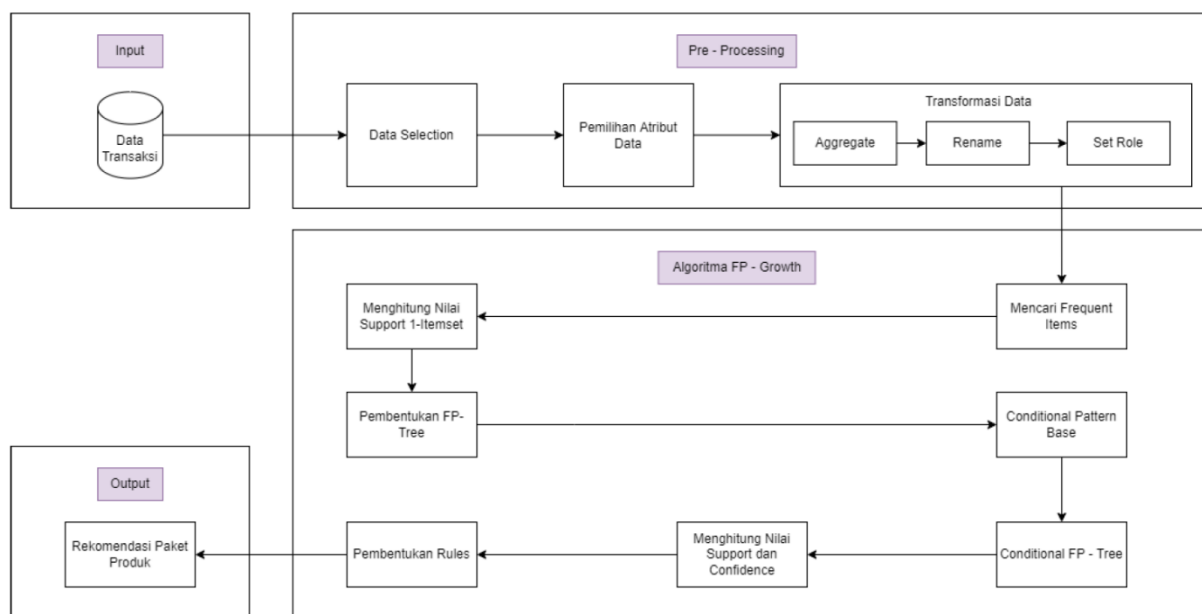 Input
Data
Transaksi
Pre - Processing
Data Selection
Pemilihan Atribut
Data
Transformasi Data
Aggregate
Rename
Set Role
Algoritma FP - Growth
Mencari Frequent
Items
Menghitung Nilai
Support 1-Itemset
Pembentukan FP-
Tree
Conditional Pattern
Base
Conditional FP - Tree
Menghitung Nilai
Support dan
Confidence
Pembentukan Rules
Output
Rekomendasi Paket
Produk